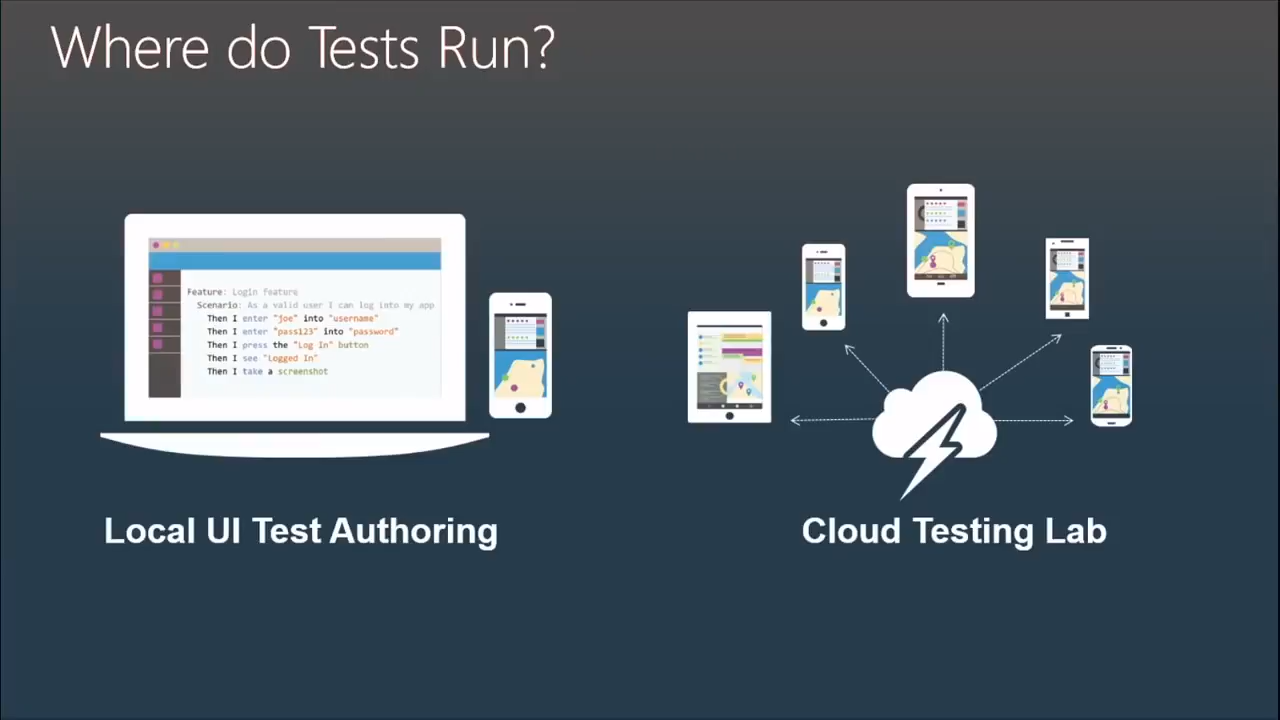 Where do Tests Run?
Feature: Login feature
Scenario: As a valid user I can log into my app
Then I enter "joe" into "username"
Then I enter "pass123" into "password"
Then I press the "Log In" button
Then I see "Logged In"
Then I take a screenshot
Local UI Test Authoring
Cloud Testing Lab